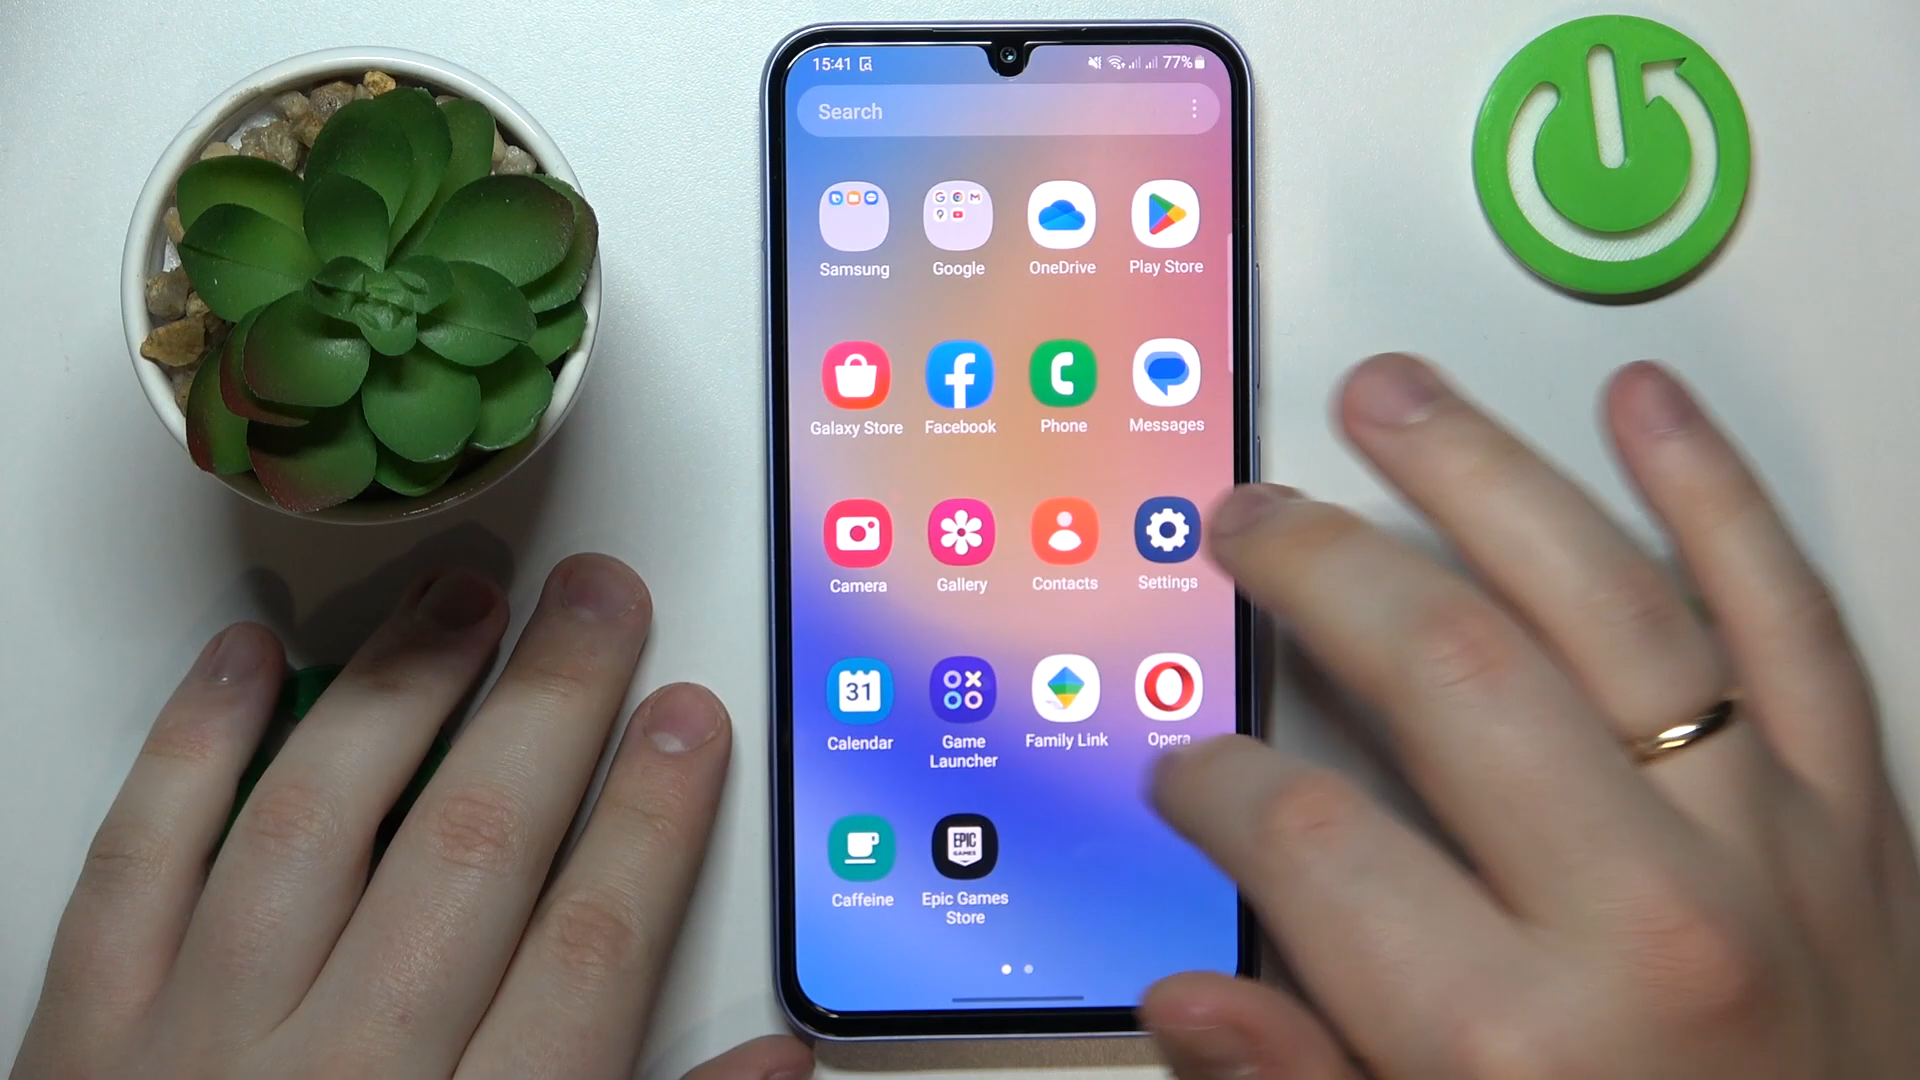 15:41
77%
Search
Samsung
Google
OneDrive
Play Store
Galaxy Store
Facebook
Phone
Messages
Camera
Gallery
Contacts
Settings
31
Calendar
Game
Launcher
Family Link
Opera
EPIC
GAMES
Caffeine
Epic Games
Store